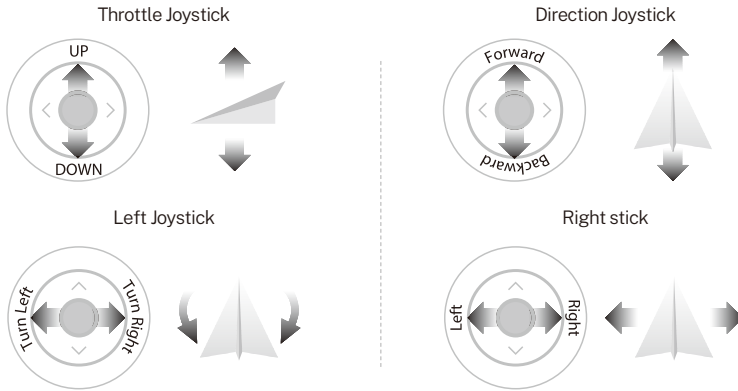 Throttle Joystick
UP
DOWN
Direction Joystick
Forward
Backward
Left Joystick
Turn Left
Turn Right
Right stick
Left
Right